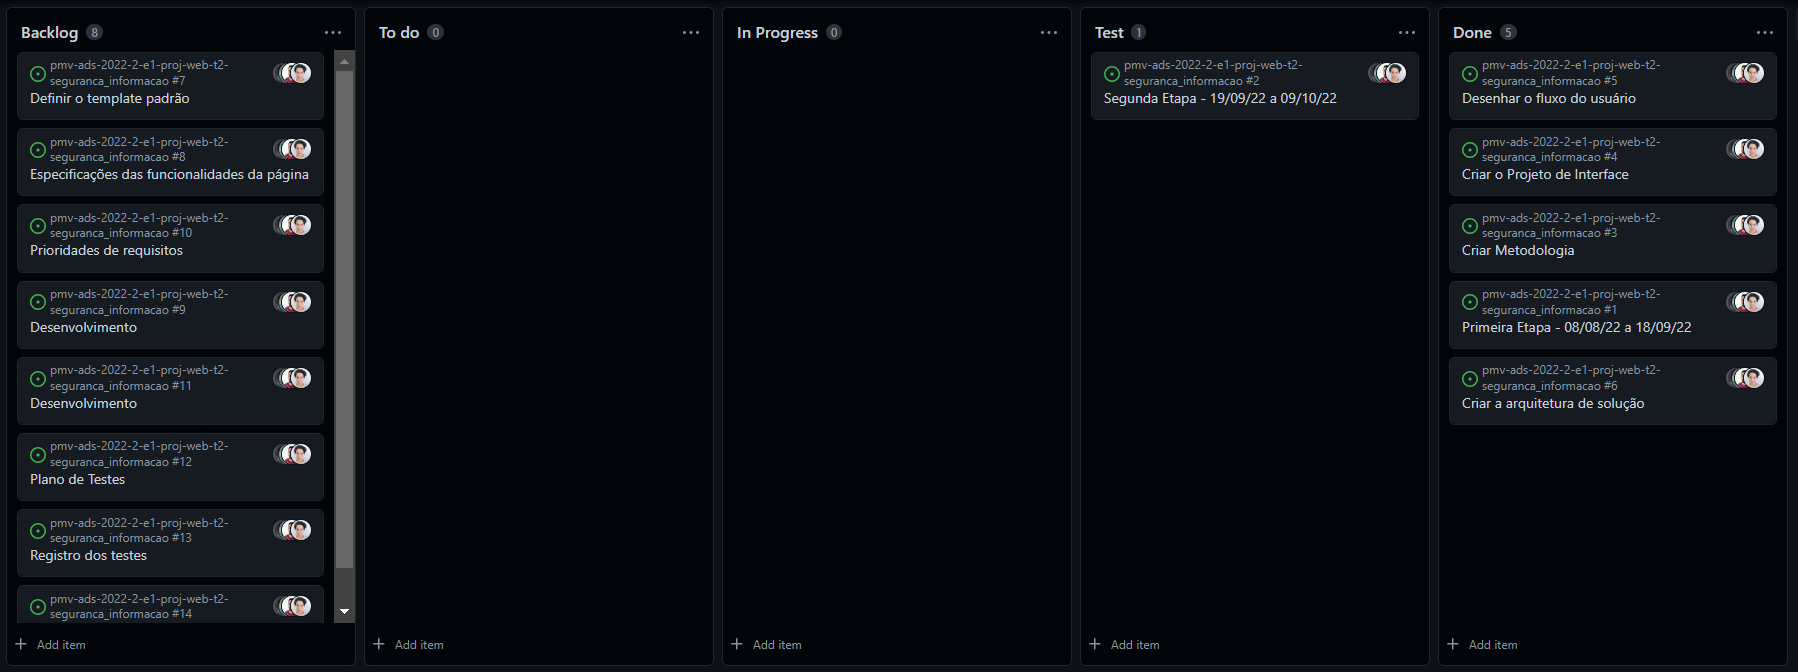 Backlog 8
pmv-ads-2022-2-e1-proj-web-t2-
seguranca_informacao #7
Definir o template padrão
pmv-ads-2022-2-e1-proj-web-t2-
seguranca_informacao #8
Especificações das funcionalidades da página
pmv-ads-2022-2-e1-proj-web-t2-
seguranca_informacao #10
Prioridades de requisitos
pmv-ads-2022-2-e1-proj-web-t2-
seguranca_informacao #9
Desenvolvimento
pmv-ads-2022-2-e1-proj-web-t2-
seguranca_informacao #11
Desenvolvimento
pmv-ads-2022-2-e1-proj-web-t2-
seguranca_informacao #12
Plano de Testes
pmv-ads-2022-2-e1-proj-web-t2-
seguranca_informacao #13
Registro dos testes
pmv-ads-2022-2-e1-proj-web-t2-
seguranca_informacao #14
+ Add item
To do 0
+ Add item
In Progress 0
+ Add item
Test 1
pmv-ads-2022-2-e1-proj-web-t2-
seguranca_informacao #2
Segunda Etapa - 19/09/22 a 09/10/22
+ Add item
Done 5
pmv-ads-2022-2-e1-proj-web-t2-
seguranca_informacao #5
Desenhar o fluxo do usuário
pmv-ads-2022-2-e1-proj-web-t2-
seguranca_informacao #4
Criar o Projeto de Interface
pmv-ads-2022-2-e1-proj-web-t2-
seguranca_informacao #3
Criar Metodologia
pmv-ads-2022-2-e1-proj-web-t2-
seguranca_informacao #1
Primeira Etapa - 08/08/22 a 18/09/22
pmv-ads-2022-2-e1-proj-web-t2-
seguranca_informacao #6
Criar a arquitetura de solução
+ Add item